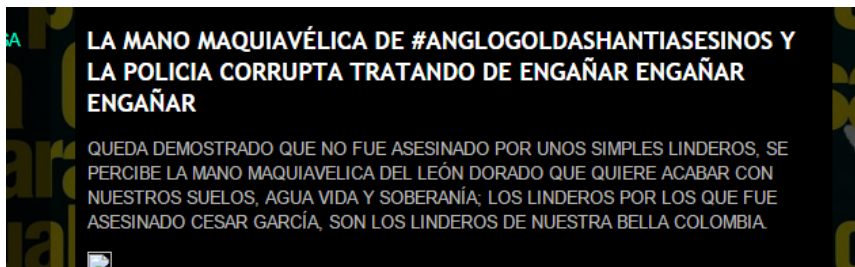 SA
LA MANO MAQUIAVÉLICA DE #ANGLOGOLDASHANTIASESINOS Y
LA POLICIA CORRUPTA TRATANDO DE ENGAÑAR ENGAÑAR
ENGAÑAR
QUEDA DEMOSTRADO QUE NO FUE ASESINADO POR UNOS SIMPLES LINDEROS, SE
PERCIBE LA MANO MAQUIAVELICA DEL LEÓN DORADO QUE QUIERE ACABAR CON
NUESTROS SUELOS, AGUA VIDA Y SOBERANÍA; LOS LINDEROS POR LOS QUE FUE
ASESINADO CESAR GARCÍA, SON LOS LINDEROS DE NUESTRA BELLA COLOMBIA.